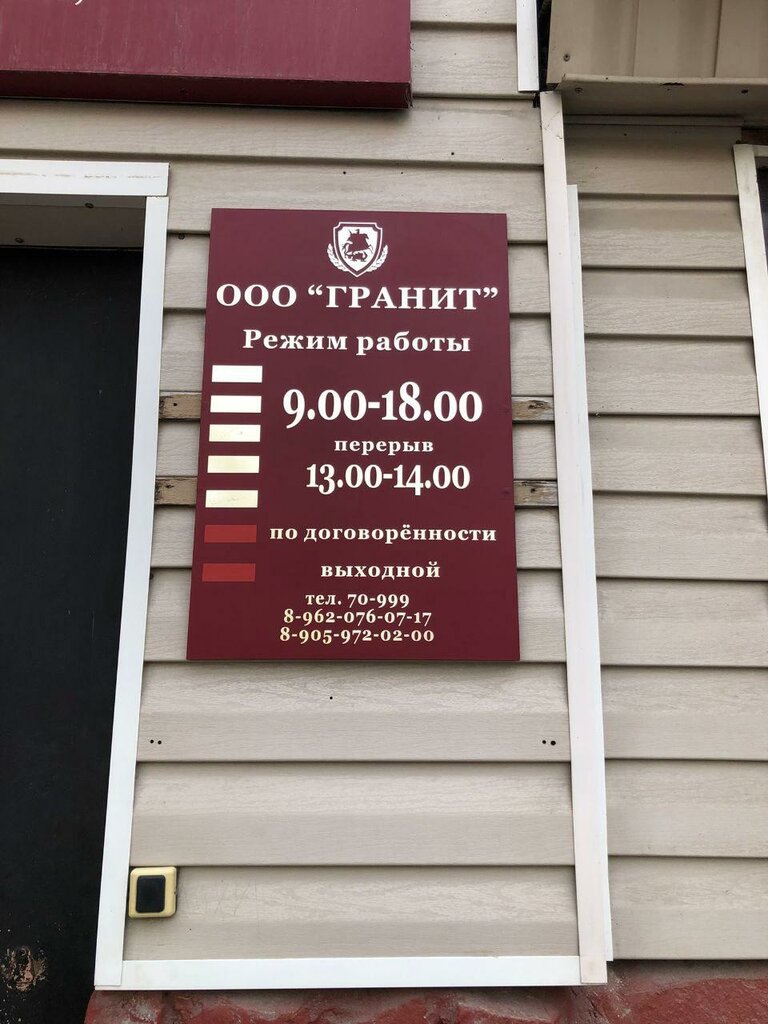 ООО “ГРАНИТ”
Режим работы
9.00-18.00
перерыв
13.00-14.00
по договорённости
выходной
тел. 70-999
8-962-076-07-17
8-905-972-02-00